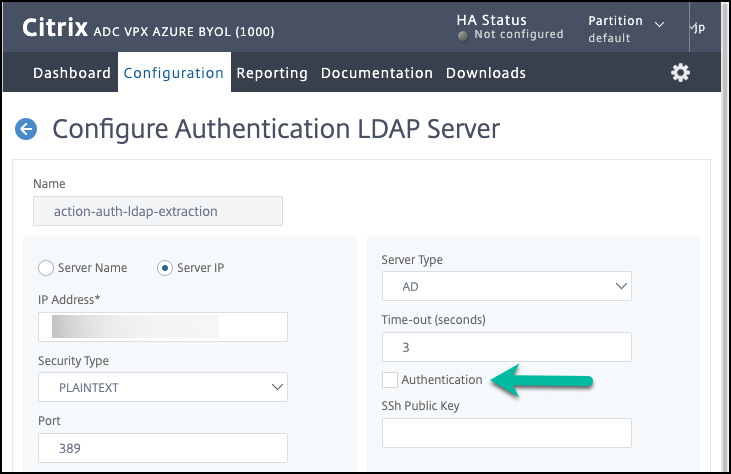 Citrix ADC VPX AZURE BYOL (1000)
HA Status
Not configured
Partition
default
Dashboard Configuration Reporting Documentation Downloads
Configure Authentication LDAP Server
Name
action-auth-ldap-extraction
Server Name Server IP
IP Address*
Security Type
PLAINTEXT
Port
389
Server Type
AD
Time-out (seconds)
3
Authentication
SSh Public Key